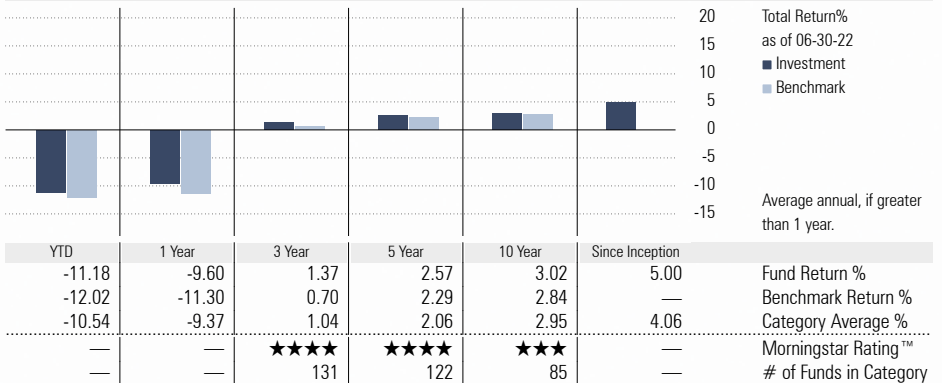 20
15
10
5
0
-5
-10
-15
Total Return%
as of 06-30-22
Investment
Benchmark
Average annual, if greater
than 1 year.
YTD 1 Year 3 Year 5 Year 10 Year Since Inception
-11.18 -9.60 1.37 2.57 3.02 5.00 Fund Return %
-12.02 -11.30 0.70 2.29 2.84 — Benchmark Return %
-10.54 -9.37 1.04 2.06 2.95 4.06 Category Average %
— — ★★★★ ★★★★ ★★★ — Morningstar Rating™
— — 131 122 85 — # of Funds in Category